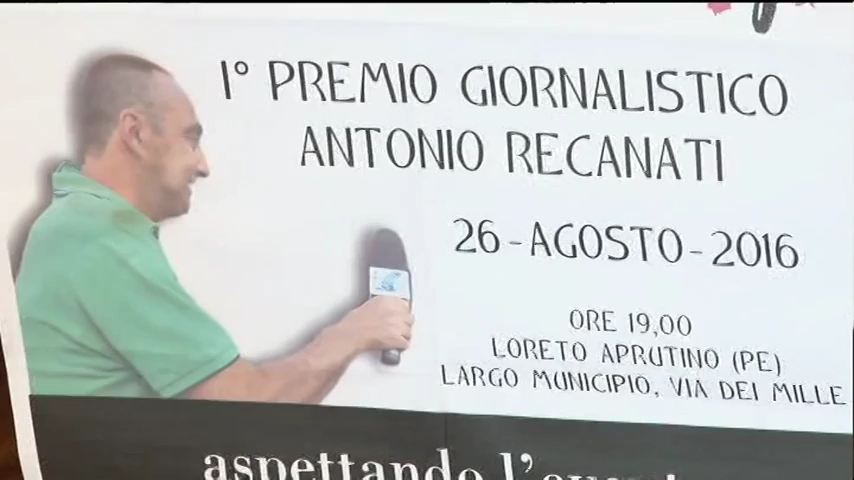 1° PREMIO GIORNALISTICO
ANTONIO RECANATI
26-AGOSTO-2016
ORE 19,00
LORETO APRUTINO (PE)
LARGO MUNICIPIO, VIA DEI MILLE
aspettando l'